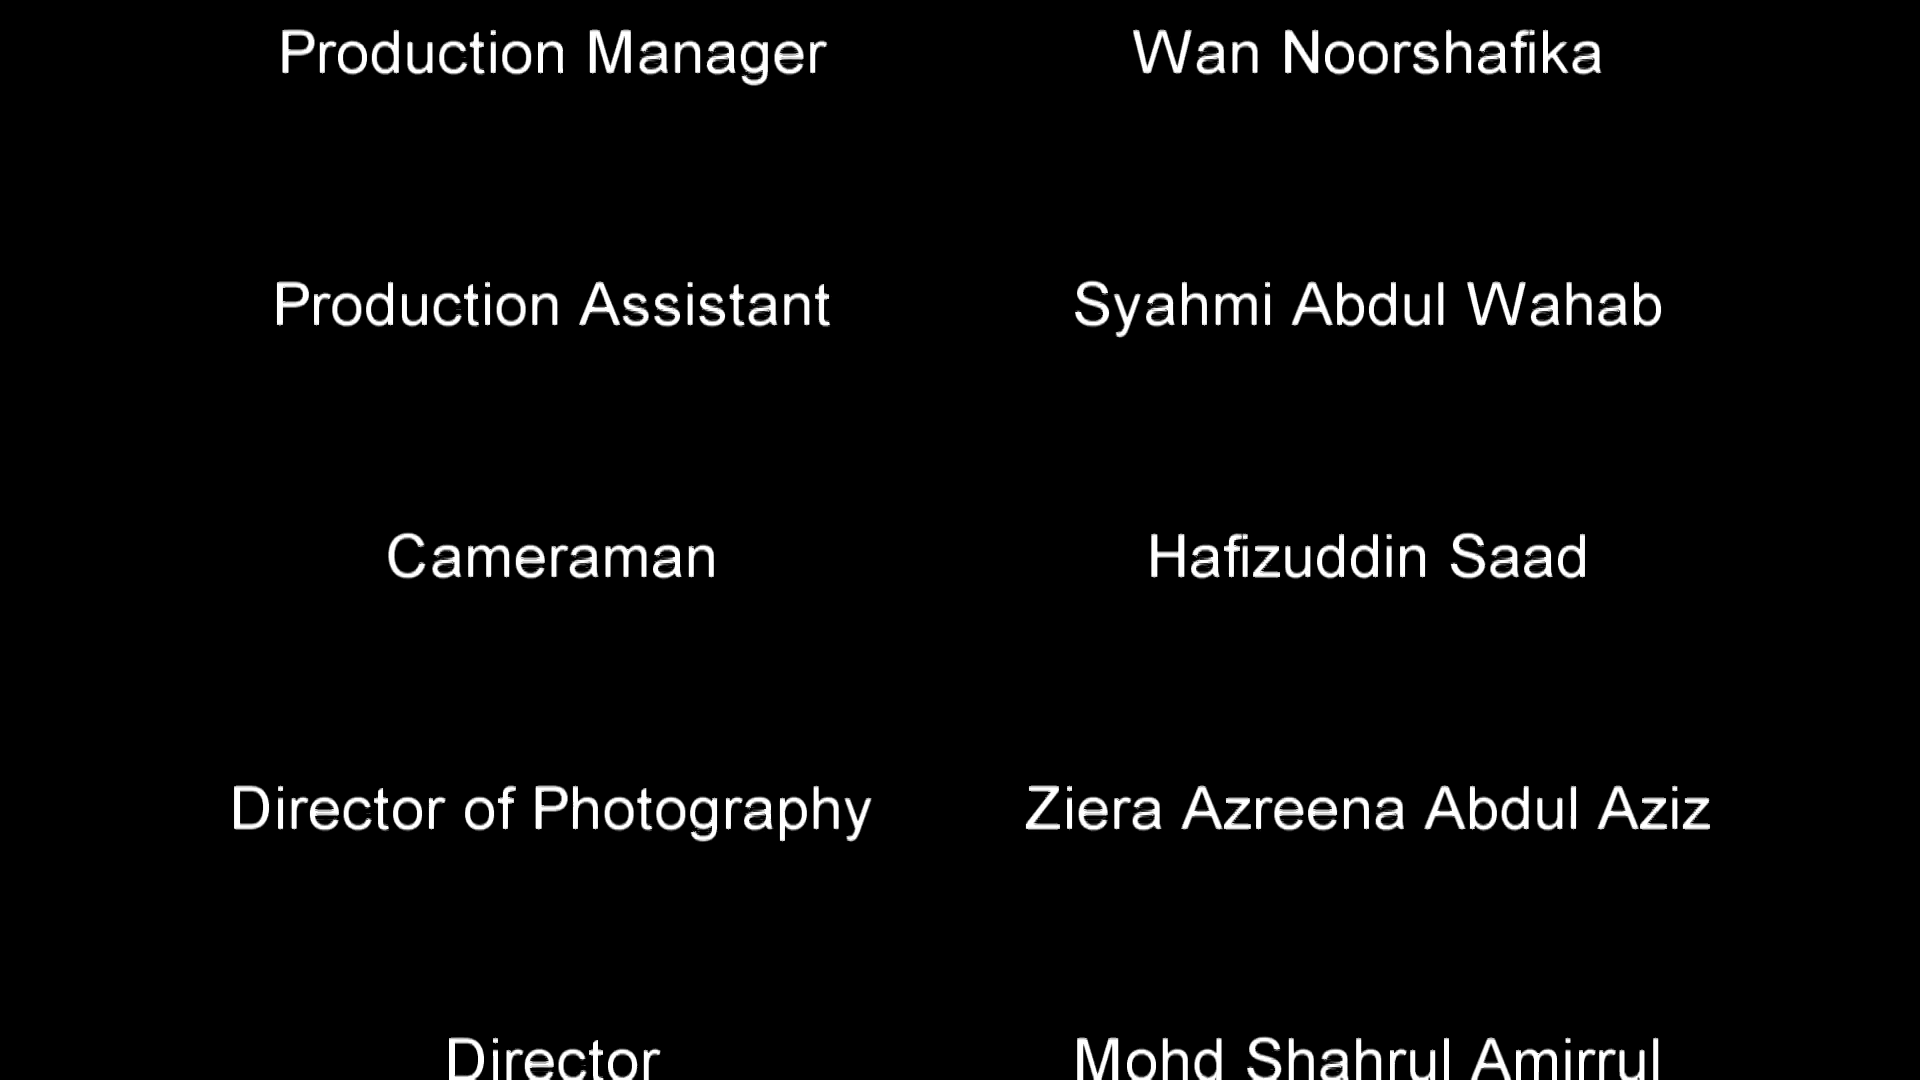 Production Manager Wan Noorshafika
Production Assistant Syahmi Abdul Wahab
Cameraman Hafizuddin Saad
Director of Photography Ziera Azreena Abdul Aziz
Director Mohd Shahrul Amirrul